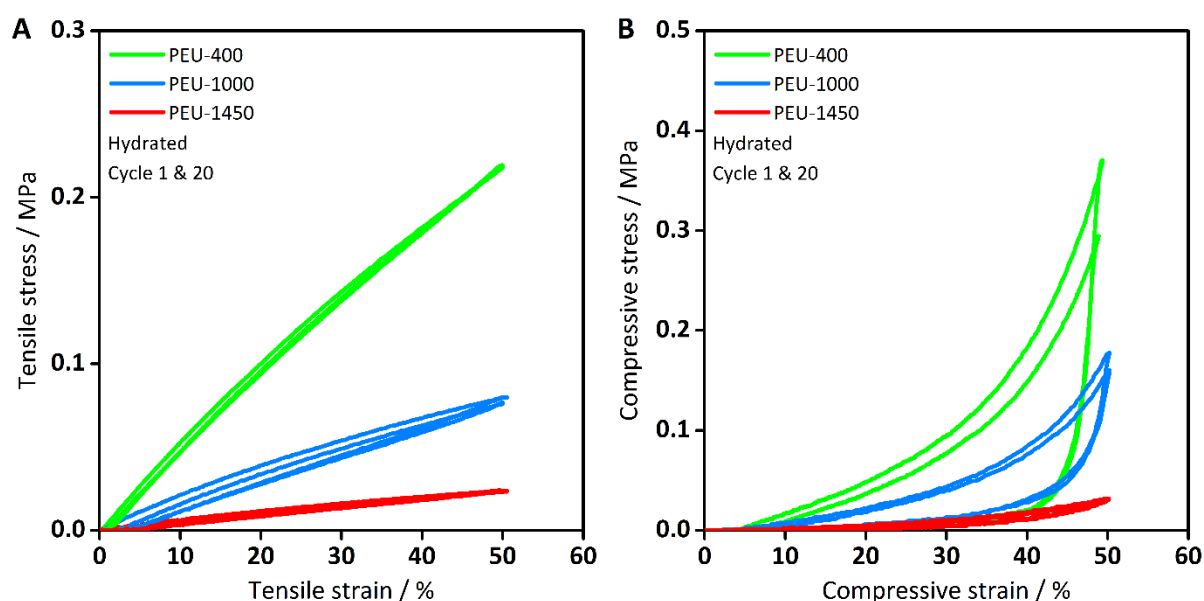 A
0.3
PEU-400
PEU-1000
PEU-1450
Hydrated
Cycle 1 & 20
0.2
0.1
0.0
Tensile stress / MPa
0 10 20 30 40 50 60
Tensile strain / %
B
0.5
PEU-400
PEU-1000
PEU-1450
Hydrated
Cycle 1 & 20
0.4
0.3
0.2
0.1
0.0
Compressive stress / MPa
0 10 20 30 40 50 60
Compressive strain / %